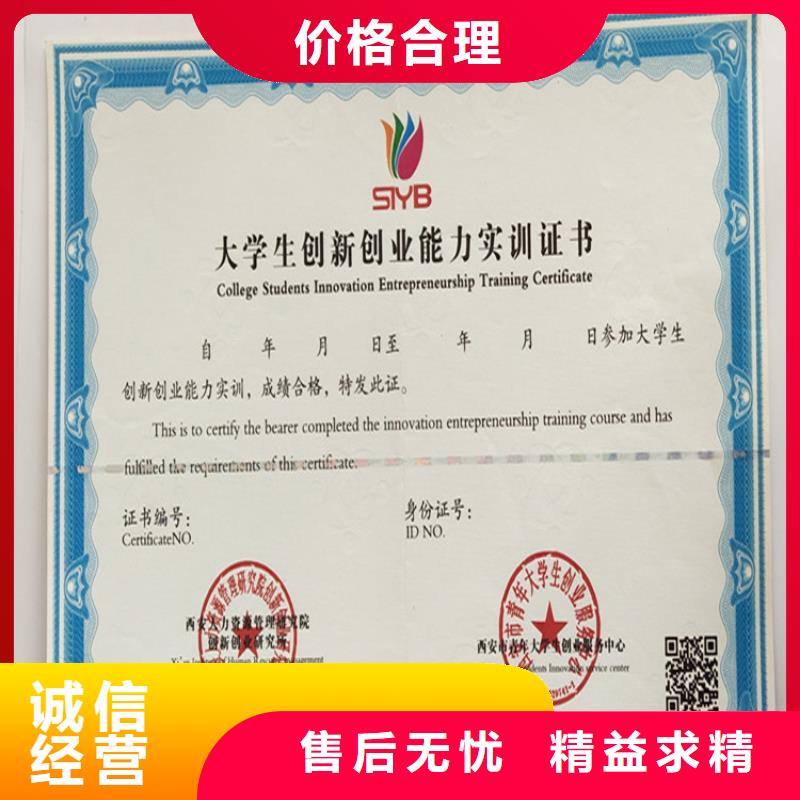 价格合理
SIYB
大学生创新创业能力实训证书
College Students Innovation Entrepreneurship Training Certificate
自 年 月 日至 年 月 日参加大学生
创新创业能力实训，成绩合格，特发此证。
This is to certify the bearer completed the innovation entrepreneurship training course and has
fulfilled the requirements of this certificate.
证书编号：
CertificateNO.
身份证号：
ID NO.
西安人力资源管理研究院
创新创业研究所
西安市青年大学生创业服务中心
service center
诚信
经营
售后无忧 精益求精